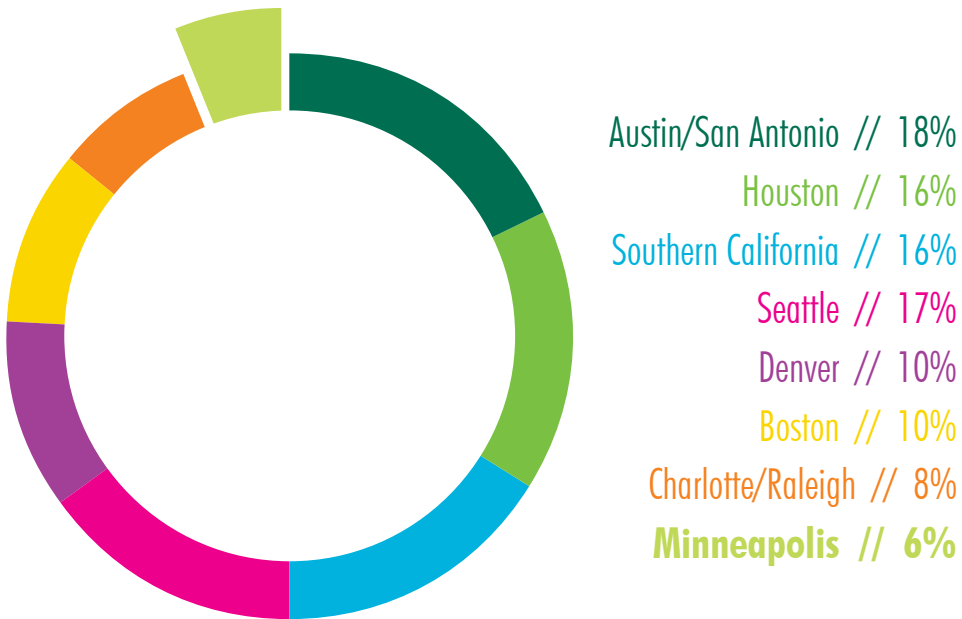 Austin/San Antonio // 18%
Houston // 16%
Southern California // 16%
Seattle // 17%
Denver // 10%
Boston // 10%
Charlotte/Raleigh // 8%
Minneapolis // 6%